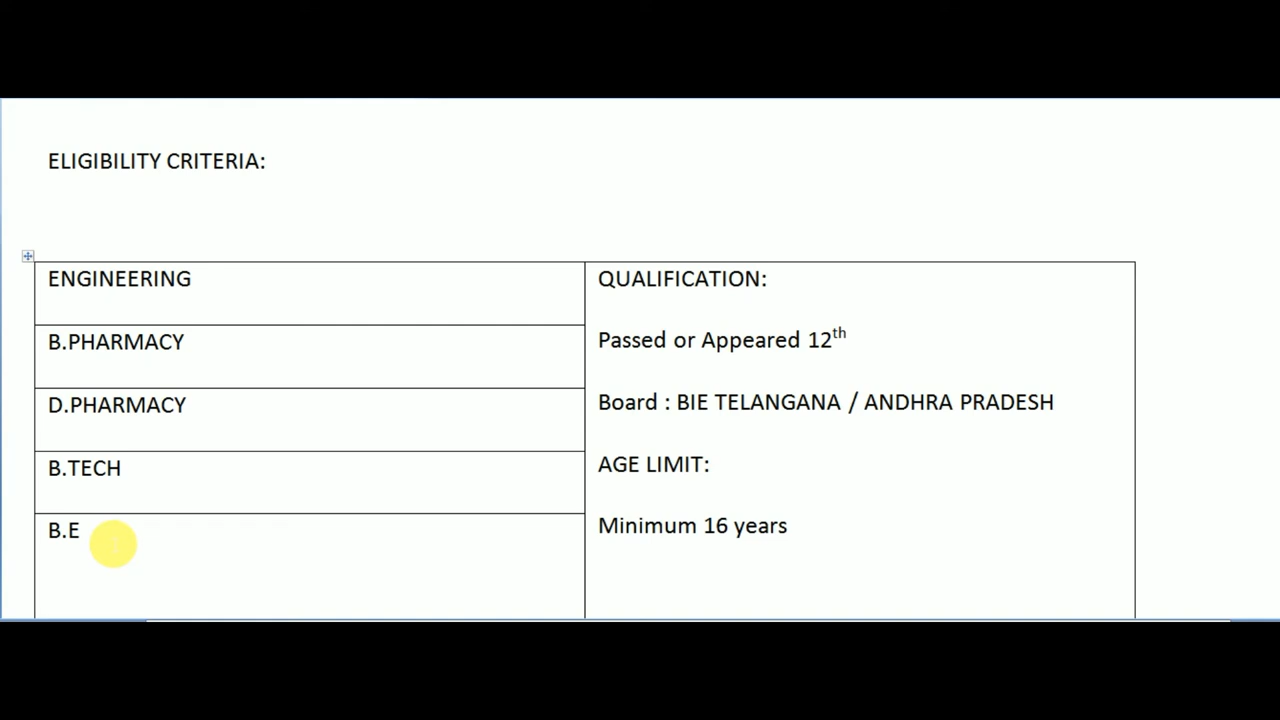 ELIGIBILITY CRITERIA:
ENGINEERING
B.PHARMACY
D.PHARMACY
B.TECH
B.E
QUALIFICATION:
Passed or Appeared 12th
Board : BIE TELANGANA / ANDHRA PRADESH
AGE LIMIT:
Minimum 16 years